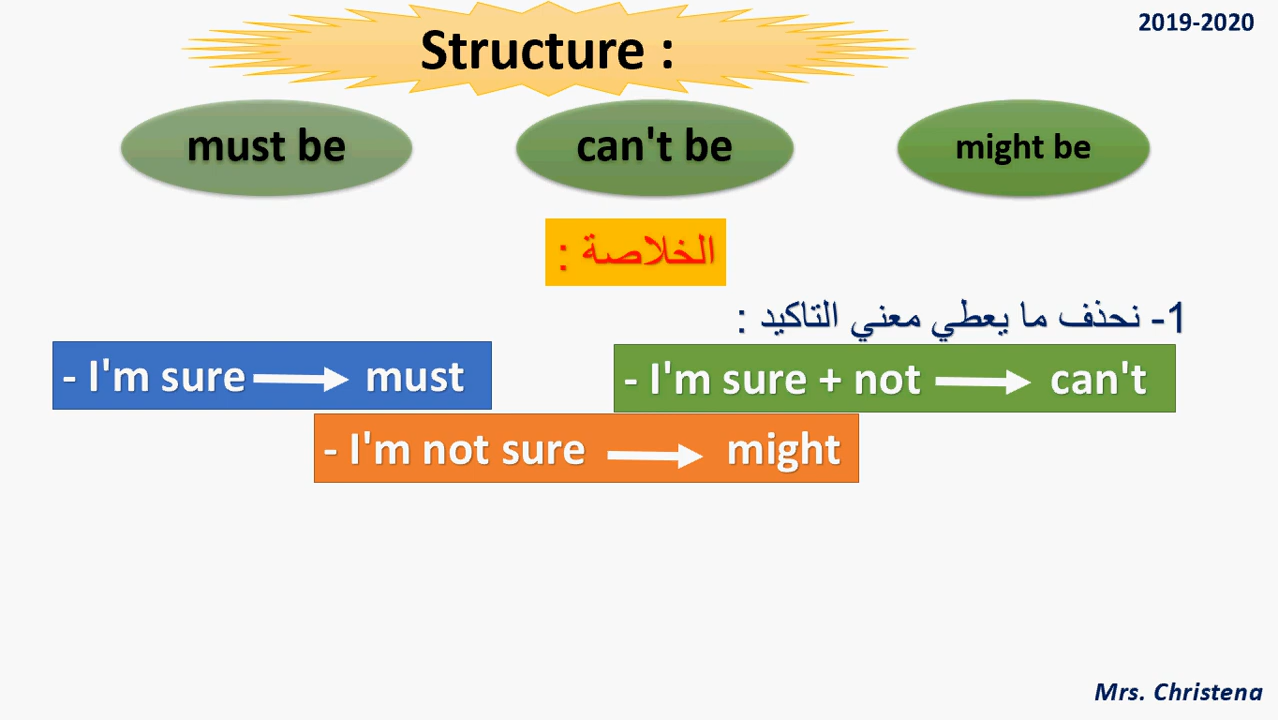 2019-2020
Structure :
must be
can't be
might be
الخلاصة :
1- نحذف ما يعطي معني التاكيد :
- I'm sure → must
- I'm sure + not → can't
- I'm not sure → might
Mrs. Christena